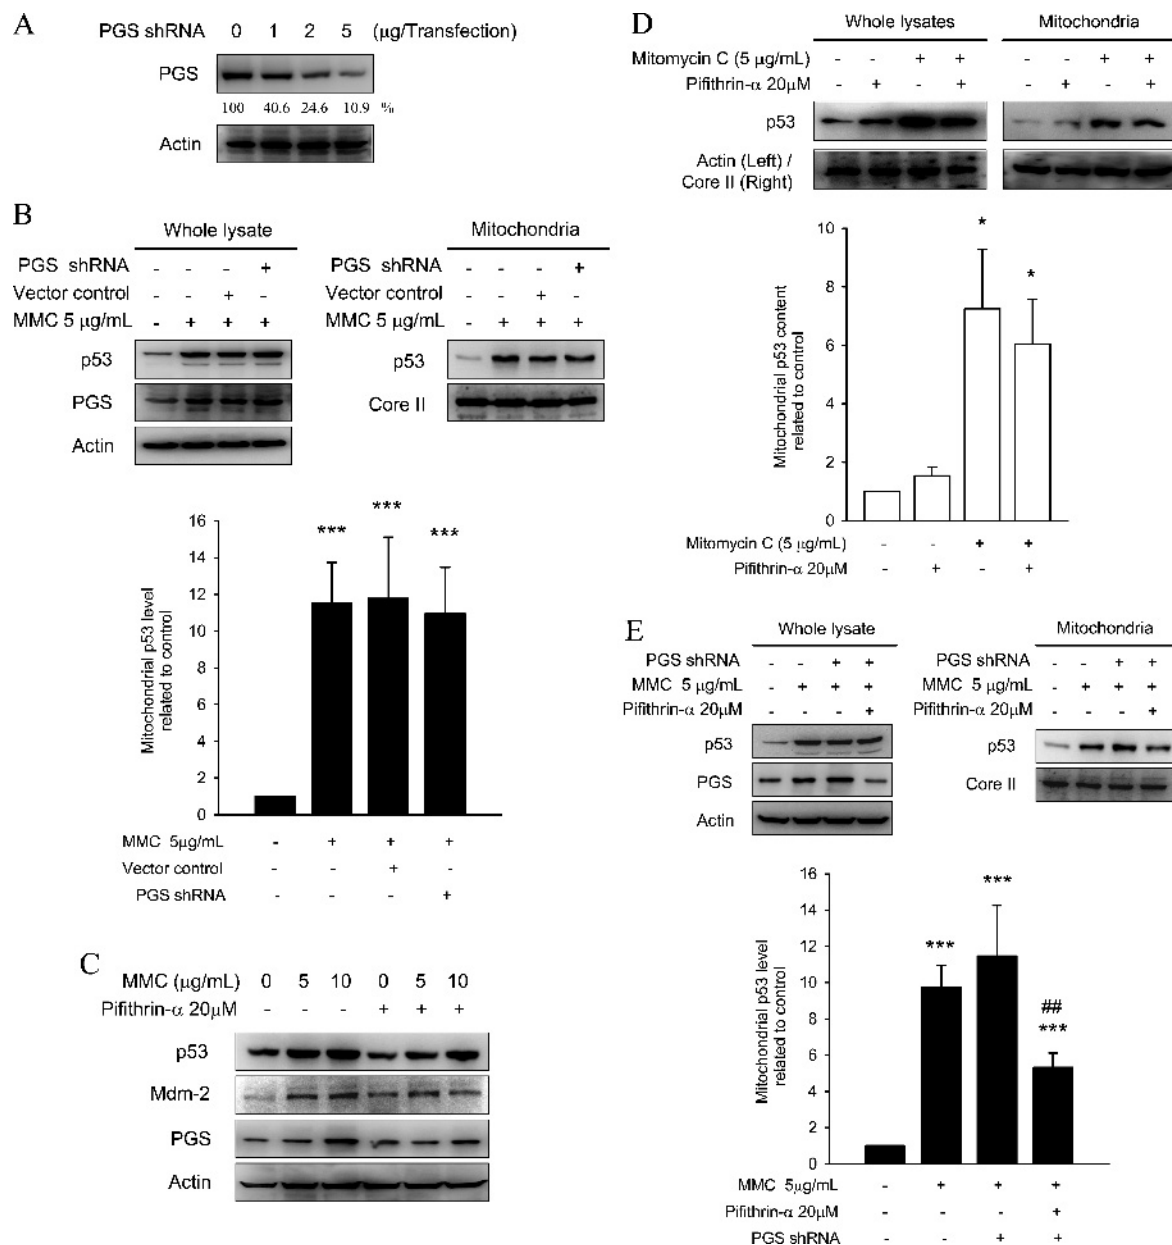 A
PGS shRNA 0 1 2 5 (μg/Transfection)
PGS
100 40.6 24.6 10.9 %
Actin
B
Whole lysate
PGS shRNA - - - +
Vector control - - + -
MMC 5 μg/mL - + + +
p53
PGS
Actin
Mitochondria
PGS shRNA - - - +
Vector control - - + -
MMC 5 μg/mL - + + +
p53
Core II
Mitochondrial p53 level
related to control
16
14
12
10
8
6
4
2
0
*** *** ***
MMC 5μg/mL - + + +
Vector control - - + -
PGS shRNA - - - +
C
MMC (μg/mL) 0 5 10 0 5 10
Pifithrin-α 20μM - - - + + +
p53
Mdm-2
PGS
Actin
D
Whole lysates Mitochondria
Mitomycin C (5 μg/mL) - - + + - - + +
Pifithrin-α 20μM - + - + - + - +
p53
Actin (Left) /
Core II (Right)
Mitochondrial p53 content
related to control
10
8
6
4
2
0
* *
Mitomycin C (5 μg/mL) - - + +
Pifithrin-α 20μM - + - +
E
Whole lysate
PGS shRNA - - + +
MMC 5 μg/mL - + + +
Pifithrin-α 20μM - - - +
p53
PGS
Actin
Mitochondria
PGS shRNA - - + +
MMC 5 μg/mL - + + +
Pifithrin-α 20μM - - - +
p53
Core II
Mitochondrial p53 level
related to control
16
14
12
10
8
6
4
2
0
*** ***
##
***
MMC 5μg/mL - + + +
Pifithrin-α 20μM - - - +
PGS shRNA - - + +